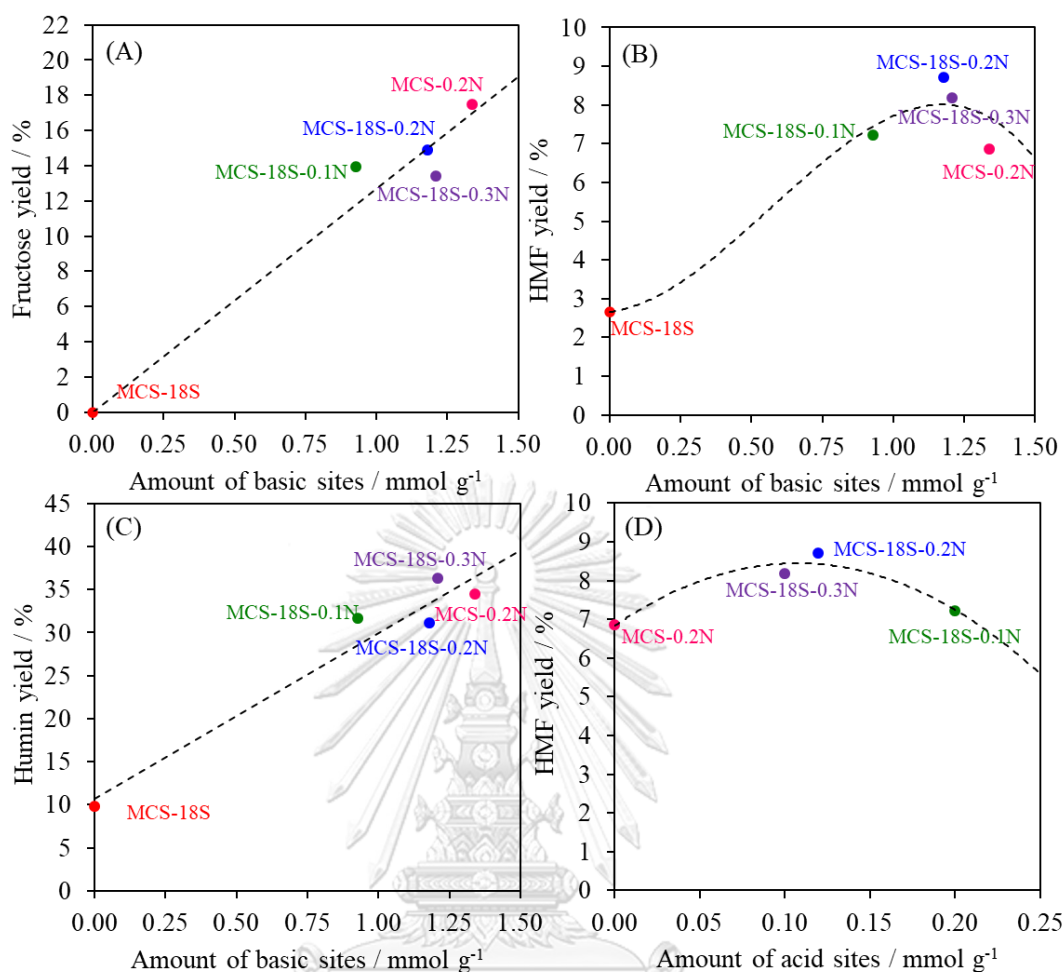 (A)
Fructose yield / %
22
20
18
16
14
12
10
8
6
4
2
0
MCS-0.2N
MCS-18S-0.2N
MCS-18S-0.1N
MCS-18S-0.3N
MCS-18S
0.00 0.25 0.50 0.75 1.00 1.25 1.50
Amount of basic sites / mmol g⁻¹
(B)
HMF yield / %
10
9
8
7
6
5
4
3
2
1
0
MCS-18S-0.2N
MCS-18S-0.3N
MCS-18S-0.1N
MCS-0.2N
MCS-18S
0.00 0.25 0.50 0.75 1.00 1.25 1.50
Amount of basic sites / mmol g⁻¹
(C)
Humin yield / %
45
40
35
30
25
20
15
10
5
0
MCS-18S-0.3N
MCS-18S-0.1N
MCS-0.2N
MCS-18S-0.2N
MCS-18S
0.00 0.25 0.50 0.75 1.00 1.25 1.50
Amount of basic sites / mmol g⁻¹
(D)
HMF yield / %
10
9
8
7
6
5
4
3
2
1
0
MCS-18S-0.2N
MCS-18S-0.3N
MCS-0.2N
MCS-18S-0.1N
0.00 0.05 0.10 0.15 0.20 0.25
Amount of acid sites / mmol g⁻¹